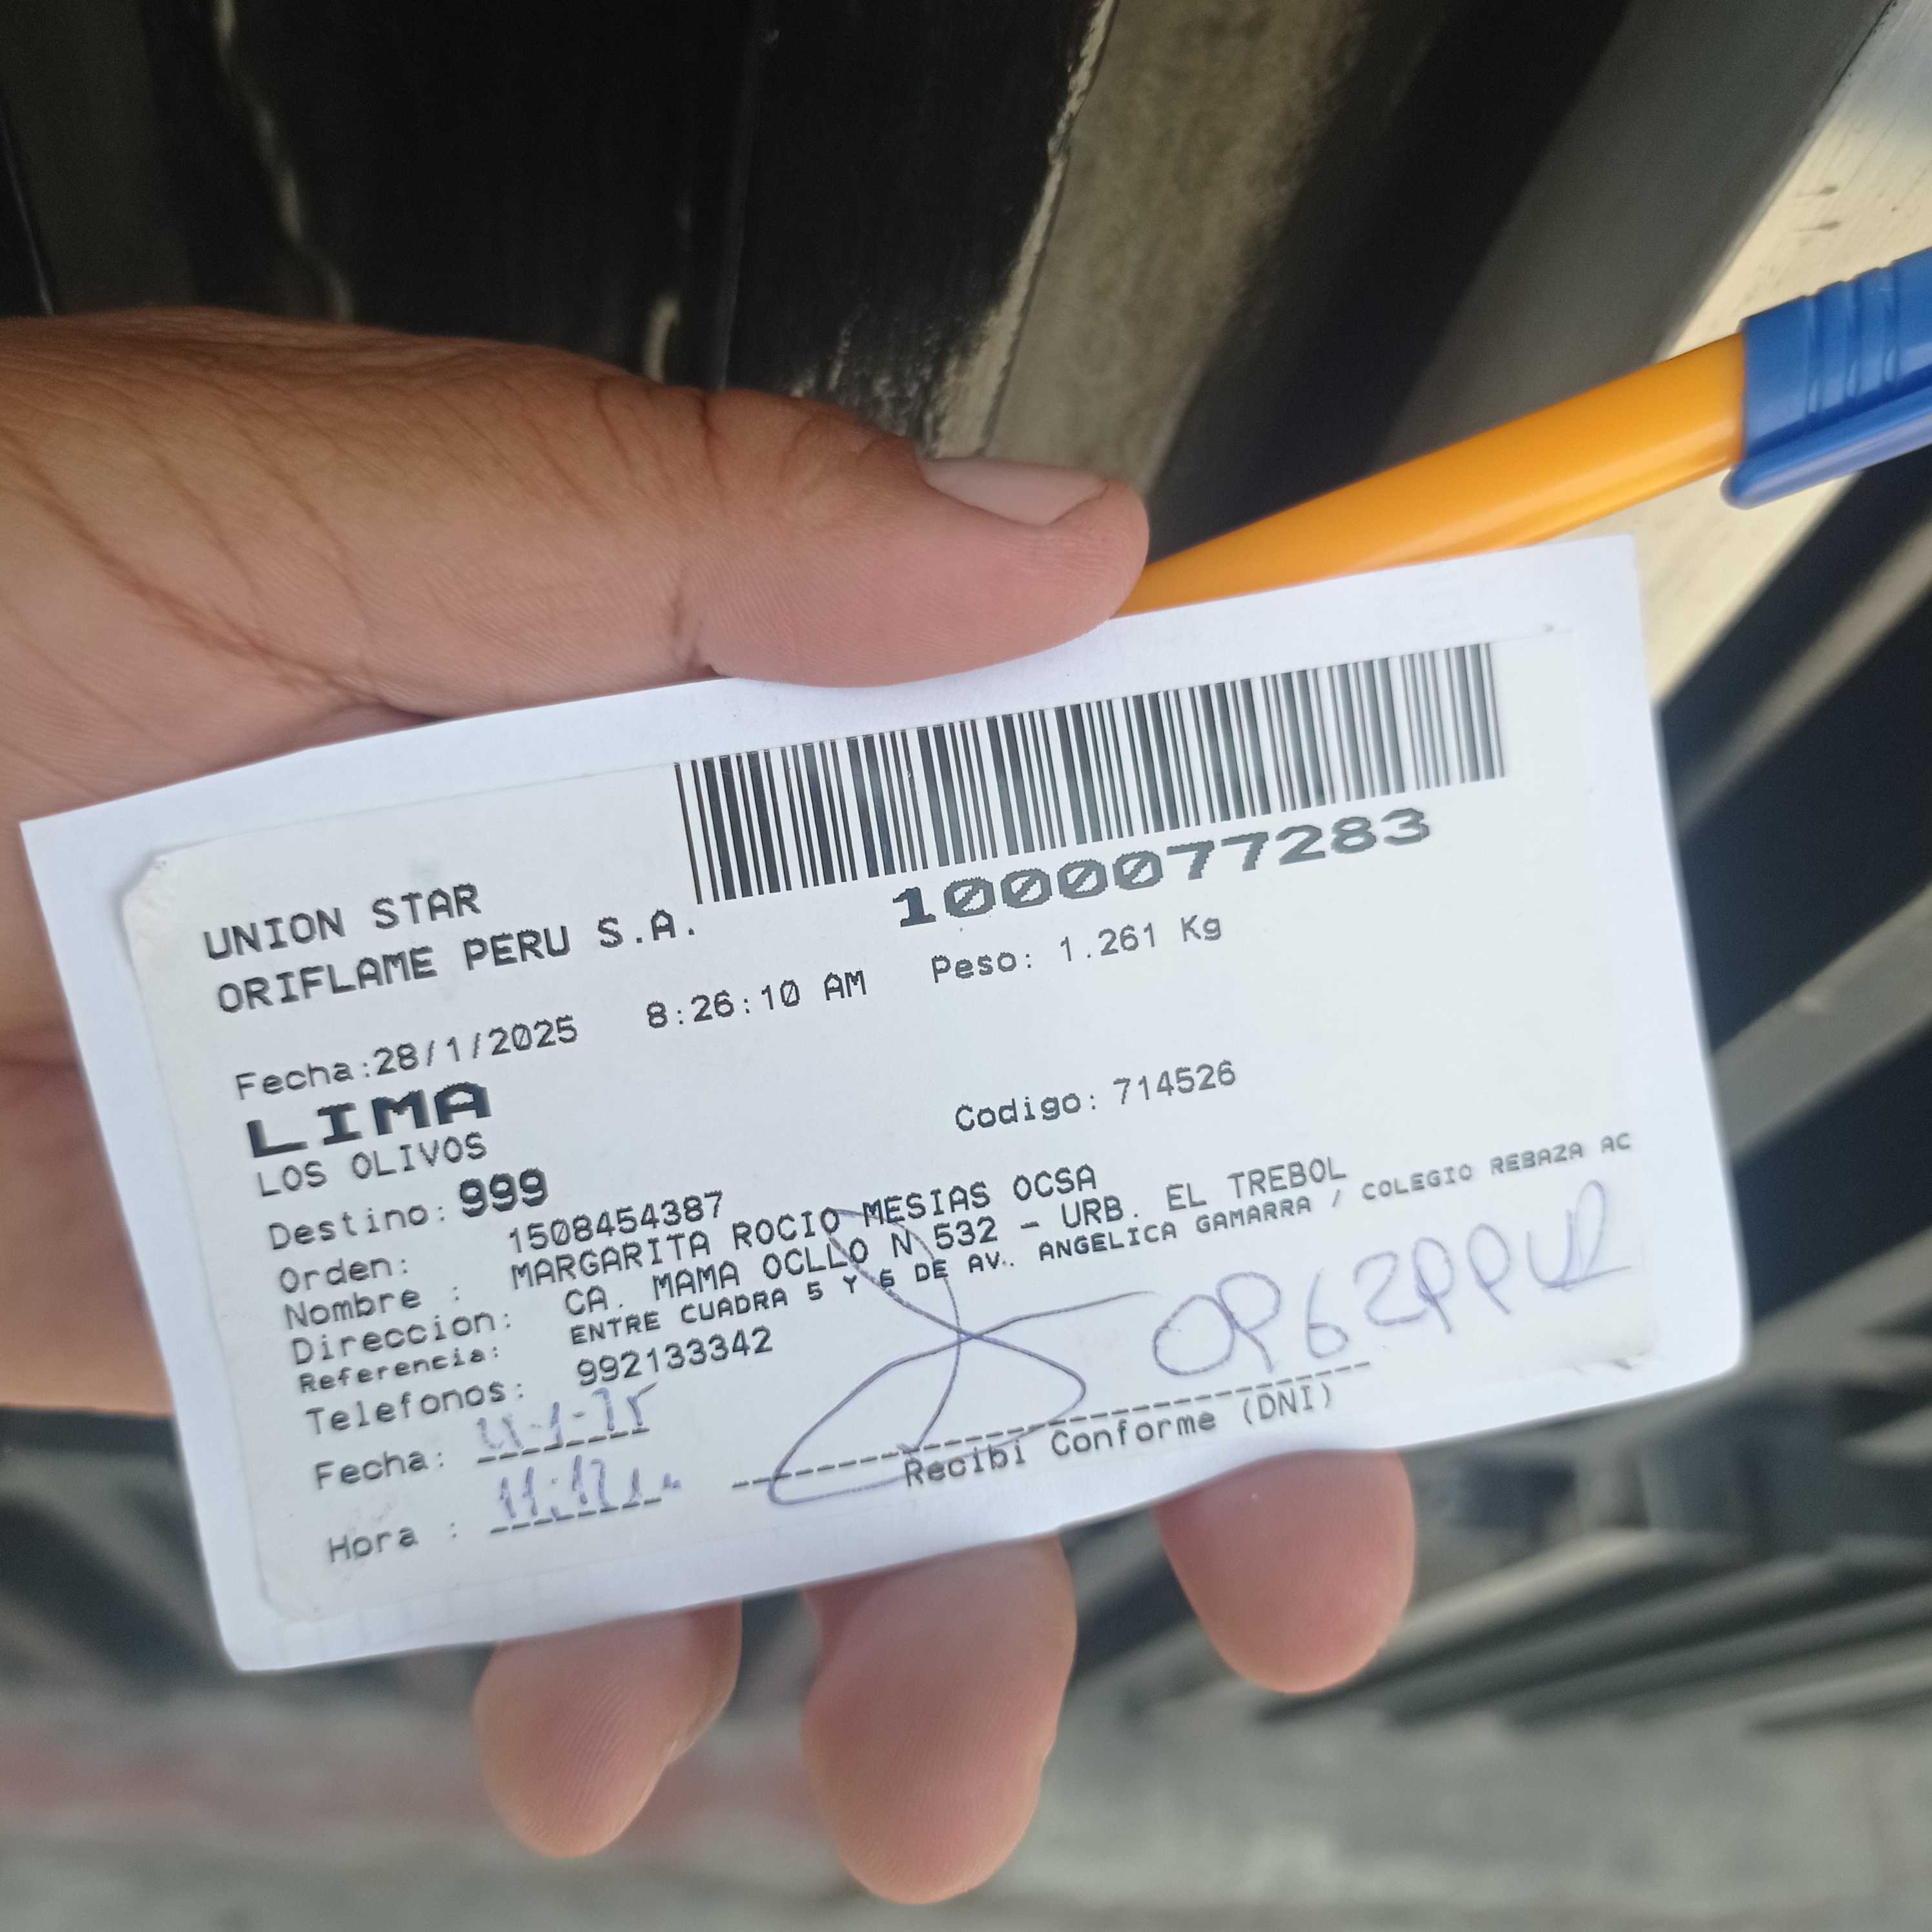 UNION STAR
ORIFLAME PERU S.A.
1000077283
Fecha:28/1/2025 8:26:10 AM Peso: 1.261 Kg
LIMA
LOS OLIVOS Codigo: 714526
Destino: 999
Orden: 1508454387
Nombre : MARGARITA ROCIO MESIAS OCSA
Direccion: CA. MAMA OCLLO N 532 - URB. EL TREBOL
Referencia: ENTRE CUADRA 5 Y 6 DE AV.. ANGELICA GAMARRA / COLEGIO REBAZA AC
Telefonos: 992133342
Fecha:
Hora :
Recibi Conforme (DNI)